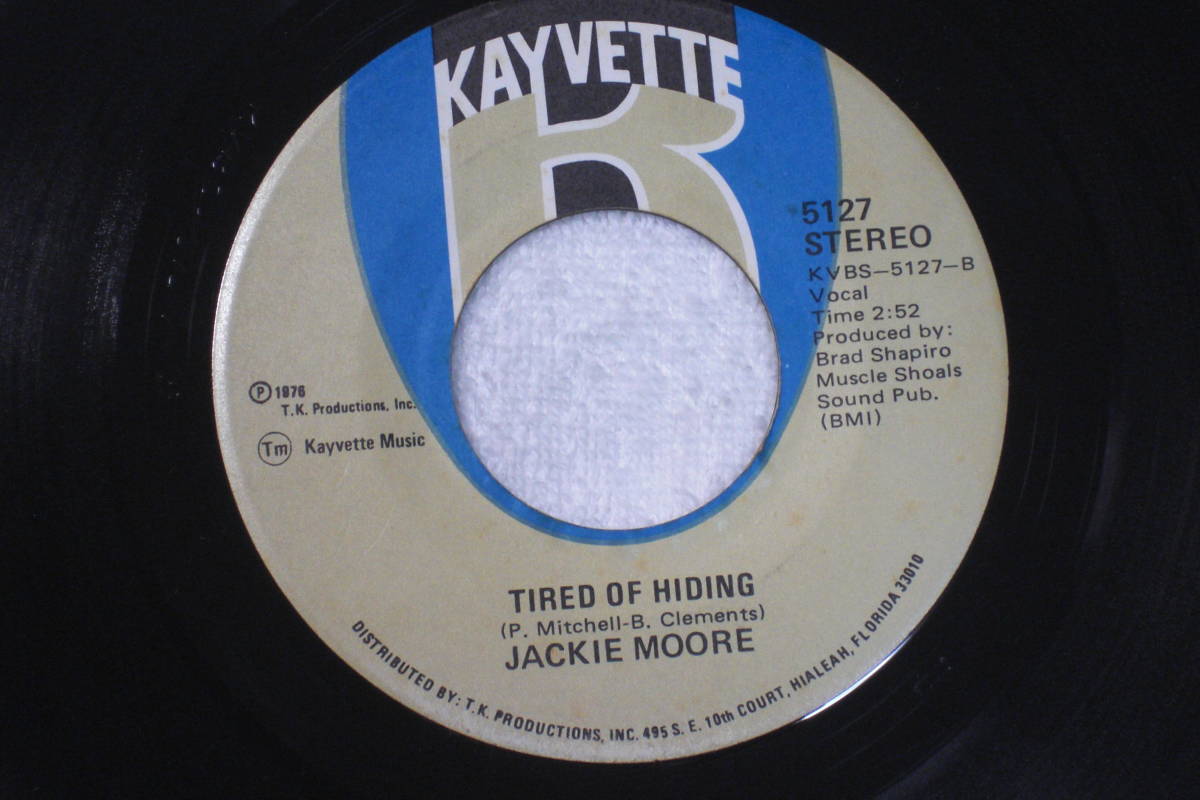 KAYVETTE
5127
STEREO
KVBS-5127-B
Vocal
Time 2:52
Produced by:
Brad Shapiro
Muscle Shoals
Sound Pub.
(BMI)
Ⓟ 1976
T.K. Productions, Inc.
Tm Kayvette Music
TIRED OF HIDING
(P. Mitchell-B. Clements)
JACKIE MOORE
DISTRIBUTED BY: T.K. PRODUCTIONS, INC. 495 S. E. 10th COURT, HIALEAH, FLORIDA 33010